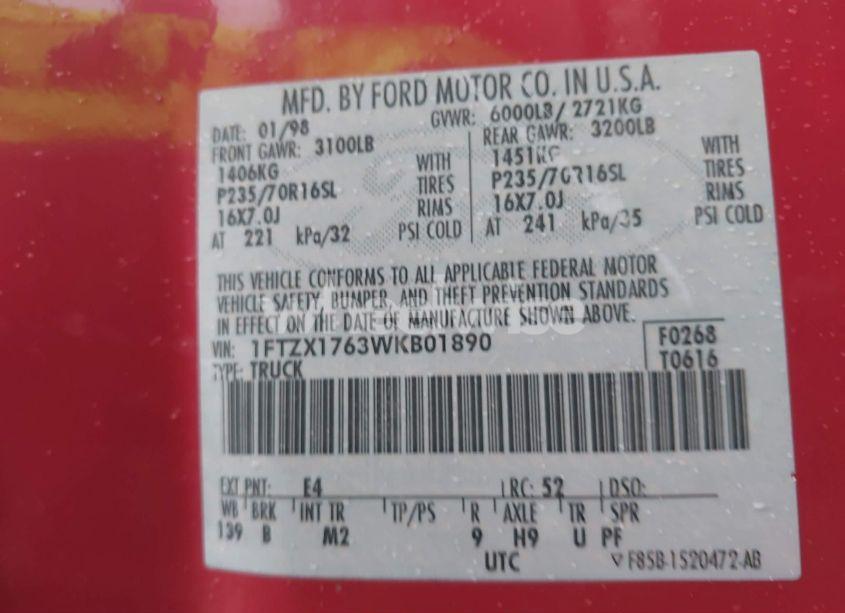 MFD. BY FORD MOTOR CO. IN U.S.A.
DATE: 01/98 GVWR: 6000LB/ 2721KG
FRONT GAWR: 3100LB REAR GAWR: 3200LB
1406KG WITH 1451KG WITH
P235/70R16SL TIRES P235/70R16SL TIRES
16X7.0J RIMS 16X7.0J RIMS
AT 221 kPa/32 PSI COLD AT 241 kPa/35 PSI COLD
THIS VEHICLE CONFORMS TO ALL APPLICABLE FEDERAL MOTOR
VEHICLE SAFETY, BUMPER, AND THEFT PREVENTION STANDARDS
IN EFFECT ON THE DATE OF MANUFACTURE SHOWN ABOVE.
VIN: 1FTZX1763WKB01890 F0268
TYPE: TRUCK T0616
EXT PNT: E4 RC: 52 DSO:
WB BRK INT TR TP/PS R AXLE TR SPR
139 B M2 9 H9 U PF
UTC F85B-1520472-AB